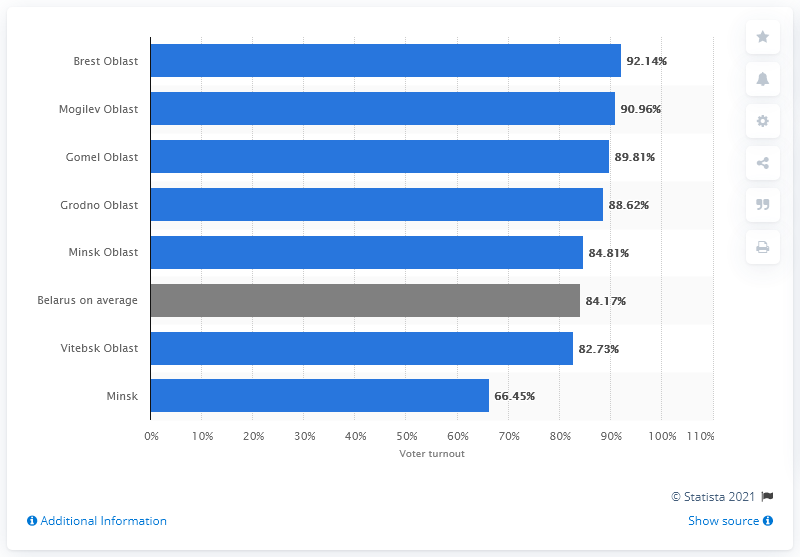 Brest Oblast 92.14%
Mogilev Oblast 90.96%
Gomel Oblast 89.81%
Grodno Oblast 88.62%
Minsk Oblast 84.81%
Belarus on average 84.17%
Vitebsk Oblast 82.73%
Minsk 66.45%
0% 10% 20% 30% 40% 50% 60% 70% 80% 90% 100% 110%
Voter turnout
© Statista 2021
Additional Information Show source